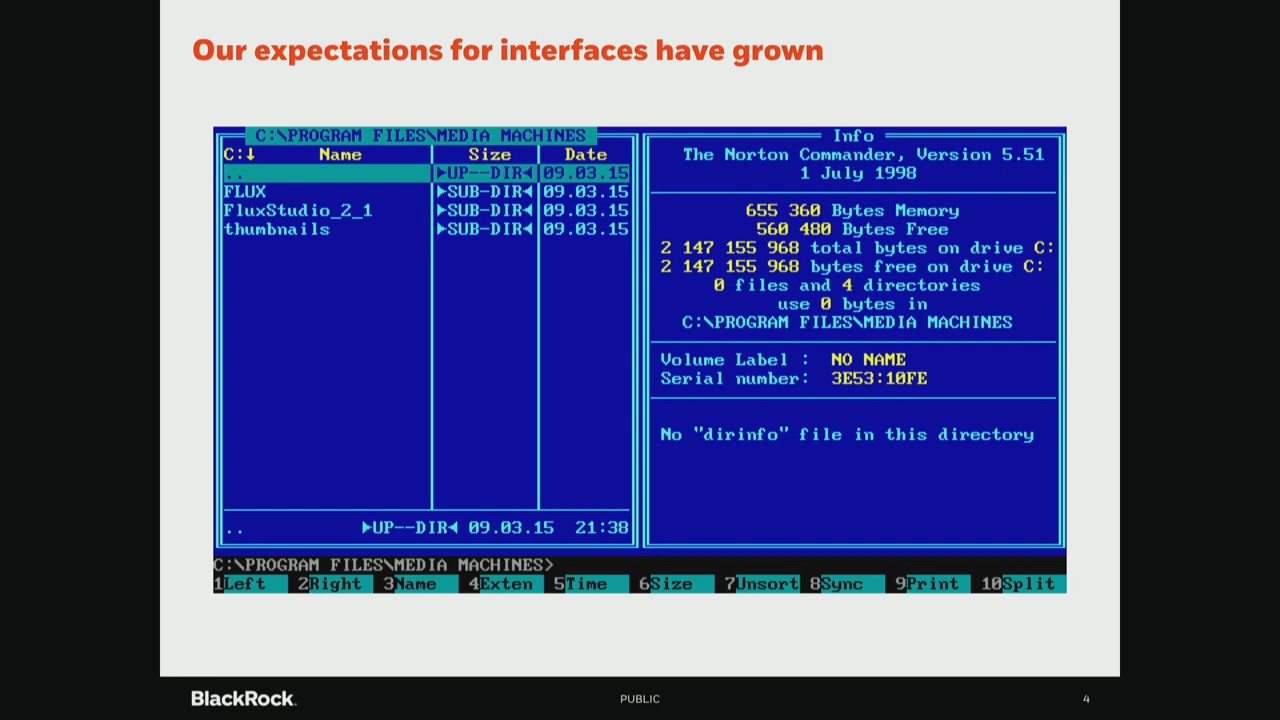 Our expectations for interfaces have grown
C:\PROGRAM FILES\MEDIA MACHINES
C:↓ Name Size Date
.. ►UP--DIR◄ 09.03.15
FLUX ►SUB-DIR◄ 09.03.15
FluxStudio_2_1 ►SUB-DIR◄ 09.03.15
thumbnails ►SUB-DIR◄ 09.03.15
.. ►UP--DIR◄ 09.03.15 21:38
Info
The Norton Commander, Version 5.51
1 July 1998
655 360 Bytes Memory
560 480 Bytes Free
2 147 155 968 total bytes on drive C:
2 147 155 968 bytes free on drive C:
0 files and 4 directories
use 0 bytes in
C:\PROGRAM FILES\MEDIA MACHINES
Volume Label : NO NAME
Serial number: 3E53:10FE
No "dirinfo" file in this directory
C:\PROGRAM FILES\MEDIA MACHINES>
1Left 2Right 3Name 4Exten 5Time 6Size 7Unsort 8Sync 9Print 10Split
BlackRock. PUBLIC 4